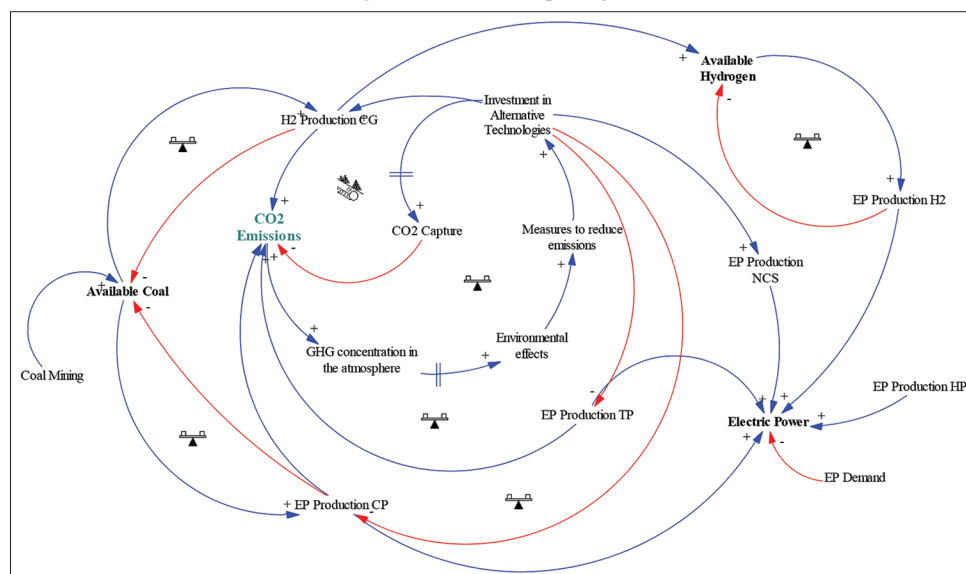 Available
Hydrogen
Investment in
Alternative
Technologies
H2 Production CG
EP Production H2
CO2
Emissions
CO2 Capture
Measures to reduce
emissions
EP Production
NCS
Available Coal
GHG concentration in
the atmosphere
Environmental
effects
Coal Mining
EP Production HP
EP Production TP
Electric Power
EP Demand
EP Production CP